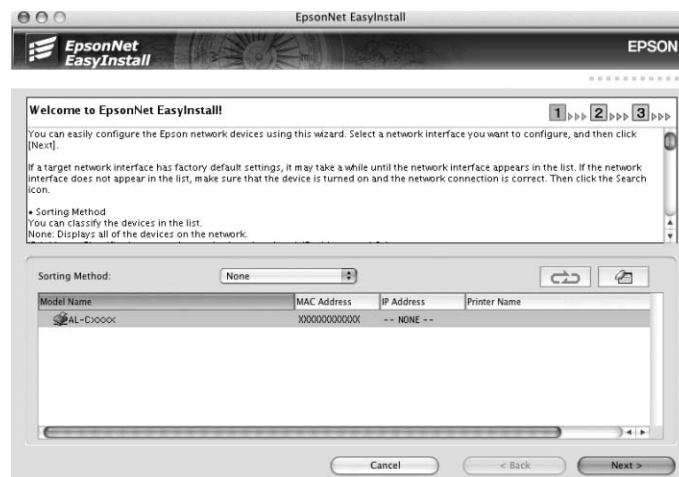 EpsonNet EasyInstall
EpsonNet
EasyInstall
EPSON
Welcome to EpsonNet EasyInstall!
1 2 3
You can easily configure the Epson network devices using this wizard. Select a network interface you want to configure, and then click
[Next].
If a target network interface has factory default settings, it may take a while until the network interface appears in the list. If the network
interface does not appear in the list, make sure that the device is turned on and the network connection is correct. Then click the Search
icon.
• Sorting Method
You can classify the devices in the list.
None: Displays all of the devices on the network.
Sorting Method: None
Model Name MAC Address IP Address Printer Name
AL-CXXXX XXXXXXXXXXXX -- NONE --
Cancel < Back Next >